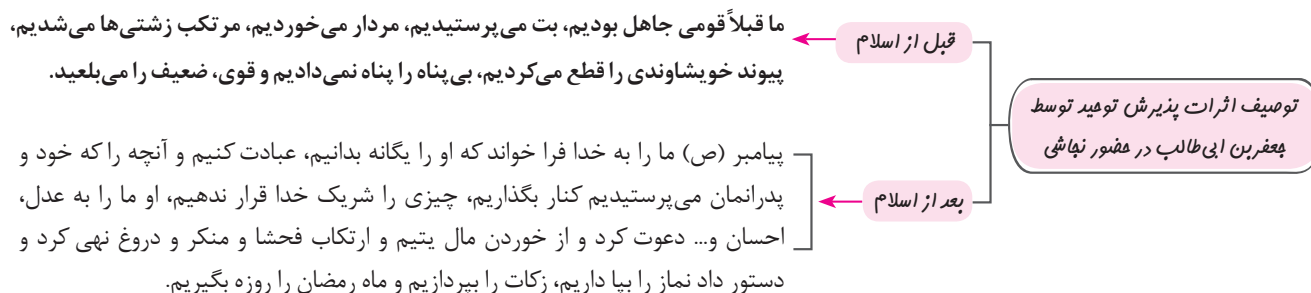 توصیف اثرات پذیرش توحید توسط
جعفربن ابی‌طالب در حضور نجاشی
قبل از اسلام
ما قبلاً قومی جاهل بودیم، بت می‌پرستیدیم، مردار می‌خوردیم، مرتکب زشتی‌ها می‌شدیم،
پیوند خویشاوندی را قطع می‌کردیم، بی‌پناه را پناه نمی‌دادیم و قوی، ضعیف را می‌بلعید.
بعد از اسلام
پیامبر (ص) ما را به خدا فرا خواند که او را یگانه بدانیم، عبادت کنیم و آنچه را که خود و
پدرانمان می‌پرستیدیم کنار بگذاریم، چیزی را شریک خدا قرار ندهیم، او ما را به عدل،
احسان و... دعوت کرد و از خوردن مال یتیم و ارتکاب فحشا و منکر و دروغ نهی کرد و
دستور داد نماز را بپا داریم، زکات را بپردازیم و ماه رمضان را روزه بگیریم.